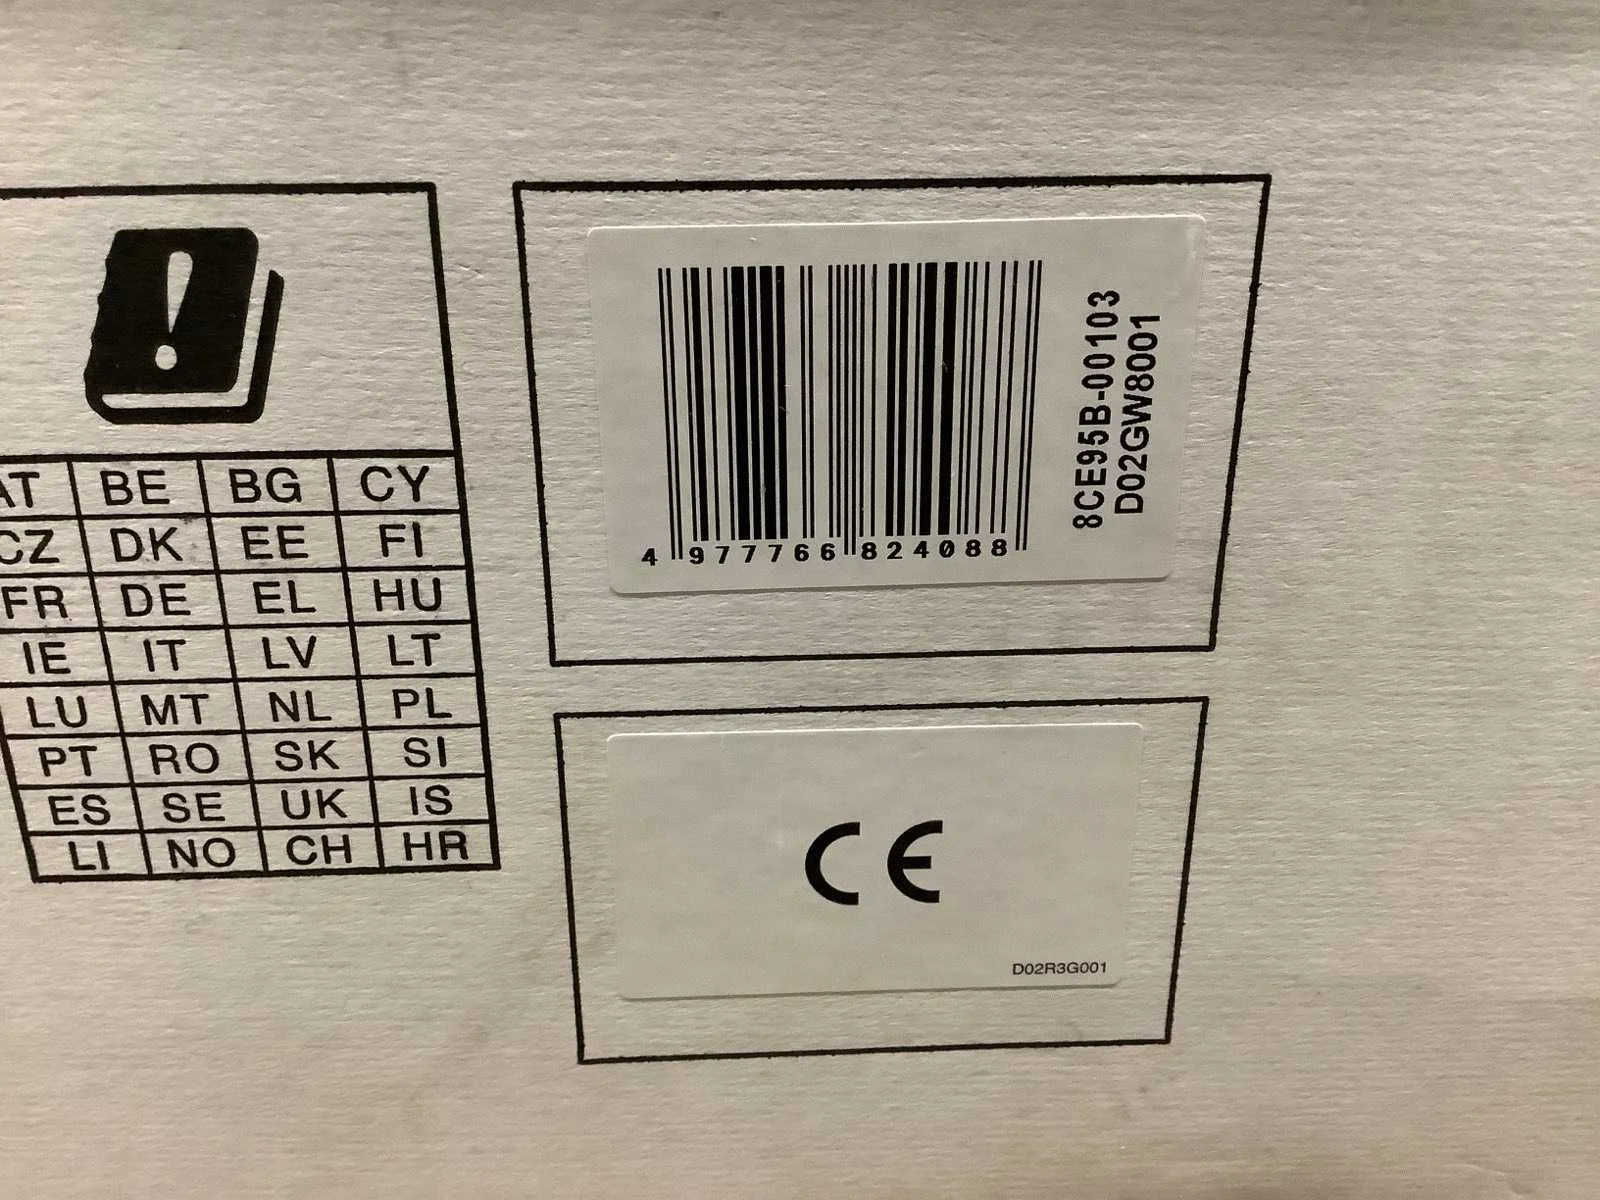 AT BE BG CY
CZ DK EE FI
FR DE EL HU
IE IT LV LT
LU MT NL PL
PT RO SK SI
ES SE UK IS
LI NO CH HR
4 977766 824088
8CE95B-00103
D02GW8001
CE
D02R3G001